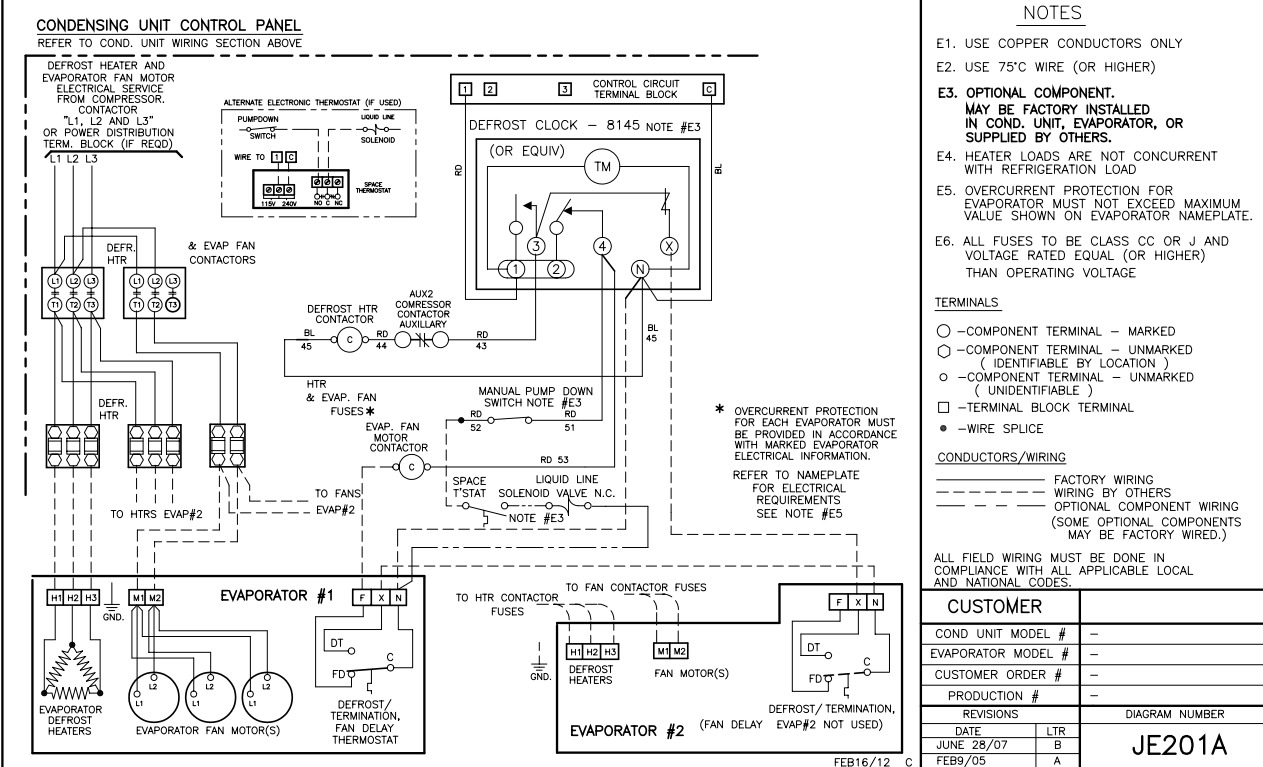 CONDENSING UNIT CONTROL PANEL
REFER TO COND. UNIT WIRING SECTION ABOVE
DEFROST HEATER AND
EVAPORATOR FAN MOTOR
ELECTRICAL SERVICE
FROM COMPRESSOR.
CONTACTOR
"L1, L2 AND L3"
OR POWER DISTRIBUTION
TERM. BLOCK (IF REQD)
L1 L2 L3
ALTERNATE ELECTRONIC THERMOSTAT (IF USED)
PUMPDOWN
SWITCH
LIQUID LINE
SOLENOID
WIRE TO 1 C
SPACE
THERMOSTAT
115V 240V
NO C NC
1 2 3 CONTROL CIRCUIT
TERMINAL BLOCK C
DEFROST CLOCK - 8145 NOTE #E3
(OR EQUIV)
TM
RD
BL
3 4 X
1 2 N
DEFR.
HTR
& EVAP FAN
CONTACTORS
L1 L2 L3
T1 T2 T3
L1 L2 L3
T1 T2 T3
DEFROST HTR
CONTACTOR
AUX2
COMRESSOR
CONTACTOR
AUXILLARY
BL
45
C
RD
44
RD
43
BL
45
HTR
& EVAP. FAN
FUSES*
DEFR.
HTR
MANUAL PUMP DOWN
SWITCH NOTE #E3
RD
52
RD
51
EVAP. FAN
MOTOR
CONTACTOR
C
RD 53
SPACE
T'STAT
LIQUID LINE
SOLENOID VALVE N.C.
NOTE #E3
* OVERCURRENT PROTECTION
FOR EACH EVAPORATOR MUST
BE PROVIDED IN ACCORDANCE
WITH MARKED EVAPORATOR
ELECTRICAL INFORMATION.
REFER TO NAMEPLATE
FOR ELECTRICAL
REQUIREMENTS
SEE NOTE #E5
TO FANS
EVAP#2
TO HTRS EVAP#2
H1 H2 H3
GND.
M1 M2
EVAPORATOR #1
F X N
DT
C
FD
L2
L1
L2
L1
L2
L1
EVAPORATOR
DEFROST
HEATERS
EVAPORATOR FAN MOTOR(S)
DEFROST/
TERMINATION,
FAN DELAY
THERMOSTAT
TO FAN CONTACTOR FUSES
TO HTR CONTACTOR
FUSES
GND.
H1 H2 H3
DEFROST
HEATERS
M1 M2
FAN MOTOR(S)
F X N
DT
C
FD
DEFROST/ TERMINATION,
EVAPORATOR #2 (FAN DELAY EVAP#2 NOT USED)
FEB16/12 C
NOTES
E1. USE COPPER CONDUCTORS ONLY
E2. USE 75°C WIRE (OR HIGHER)
E3. OPTIONAL COMPONENT.
MAY BE FACTORY INSTALLED
IN COND. UNIT, EVAPORATOR, OR
SUPPLIED BY OTHERS.
E4. HEATER LOADS ARE NOT CONCURRENT
WITH REFRIGERATION LOAD
E5. OVERCURRENT PROTECTION FOR
EVAPORATOR MUST NOT EXCEED MAXIMUM
VALUE SHOWN ON EVAPORATOR NAMEPLATE.
E6. ALL FUSES TO BE CLASS CC OR J AND
VOLTAGE RATED EQUAL (OR HIGHER)
THAN OPERATING VOLTAGE
TERMINALS
-COMPONENT TERMINAL - MARKED
-COMPONENT TERMINAL - UNMARKED
( IDENTIFIABLE BY LOCATION )
-COMPONENT TERMINAL - UNMARKED
( UNIDENTIFIABLE )
-TERMINAL BLOCK TERMINAL
-WIRE SPLICE
CONDUCTORS/WIRING
FACTORY WIRING
WIRING BY OTHERS
OPTIONAL COMPONENT WIRING
(SOME OPTIONAL COMPONENTS
MAY BE FACTORY WIRED.)
ALL FIELD WIRING MUST BE DONE IN
COMPLIANCE WITH ALL APPLICABLE LOCAL
AND NATIONAL CODES.
CUSTOMER
COND UNIT MODEL # -
EVAPORATOR MODEL # -
CUSTOMER ORDER # -
PRODUCTION # -
REVISIONS
DATE LTR
JUNE 28/07 B
FEB9/05 A
DIAGRAM NUMBER
JE201A